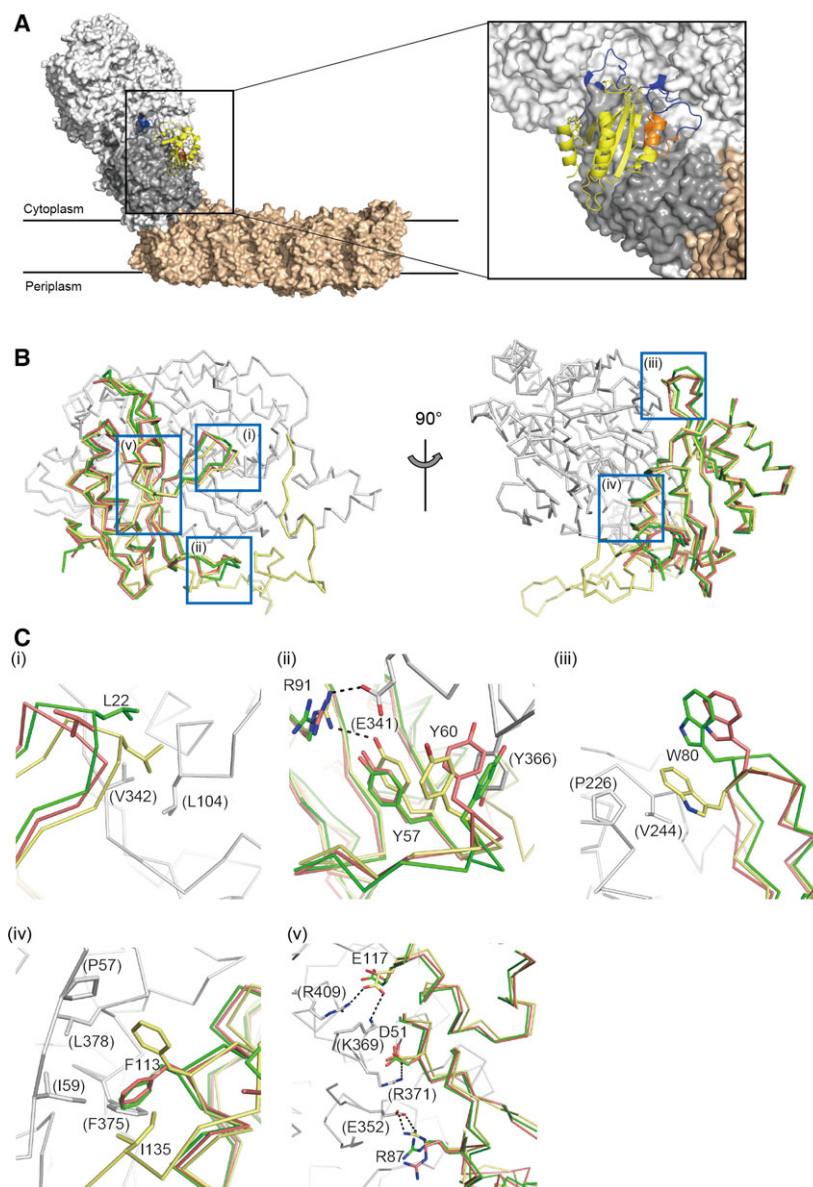 A
Cytoplasm
Periplasm
B
(v)
(i)
(ii)
90°
(iii)
(iv)
C
(i)
L22
(V342)
(L104)
(ii)
R91
(E341)
Y60
(Y366)
Y57
(iii)
W80
(P226)
(V244)
(iv)
(P57)
(L378)
F113
(I59)
(F375)
I135
(v)
E117
(R409)
D51
(K369)
(R371)
(E352)
R87